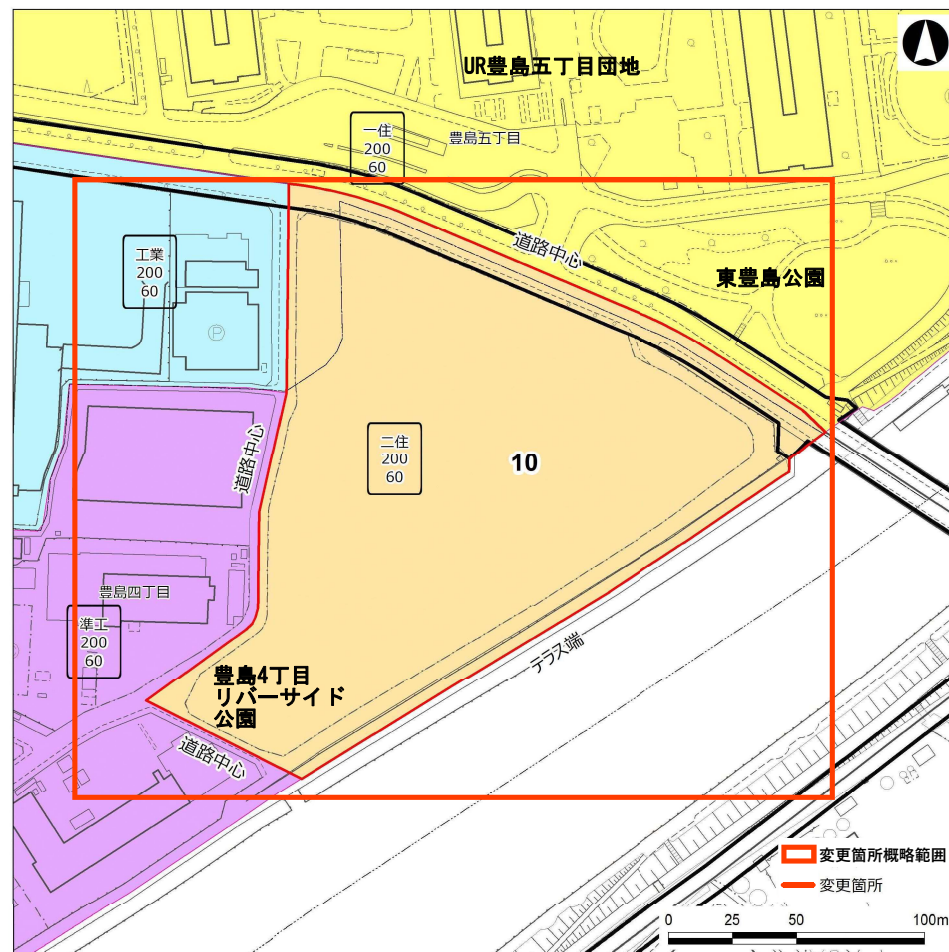 UR豊島五丁目団地
一住
200
60
豊島五丁目
工業
200
60
道路中心
東豊島公園
P
道路中心
二住
200
60
10
豊島四丁目
準工
200
60
豊島4丁目
リバーサイド
公園
テラス端
道路中心
変更箇所概略範囲
変更箇所
0 25 50 100m